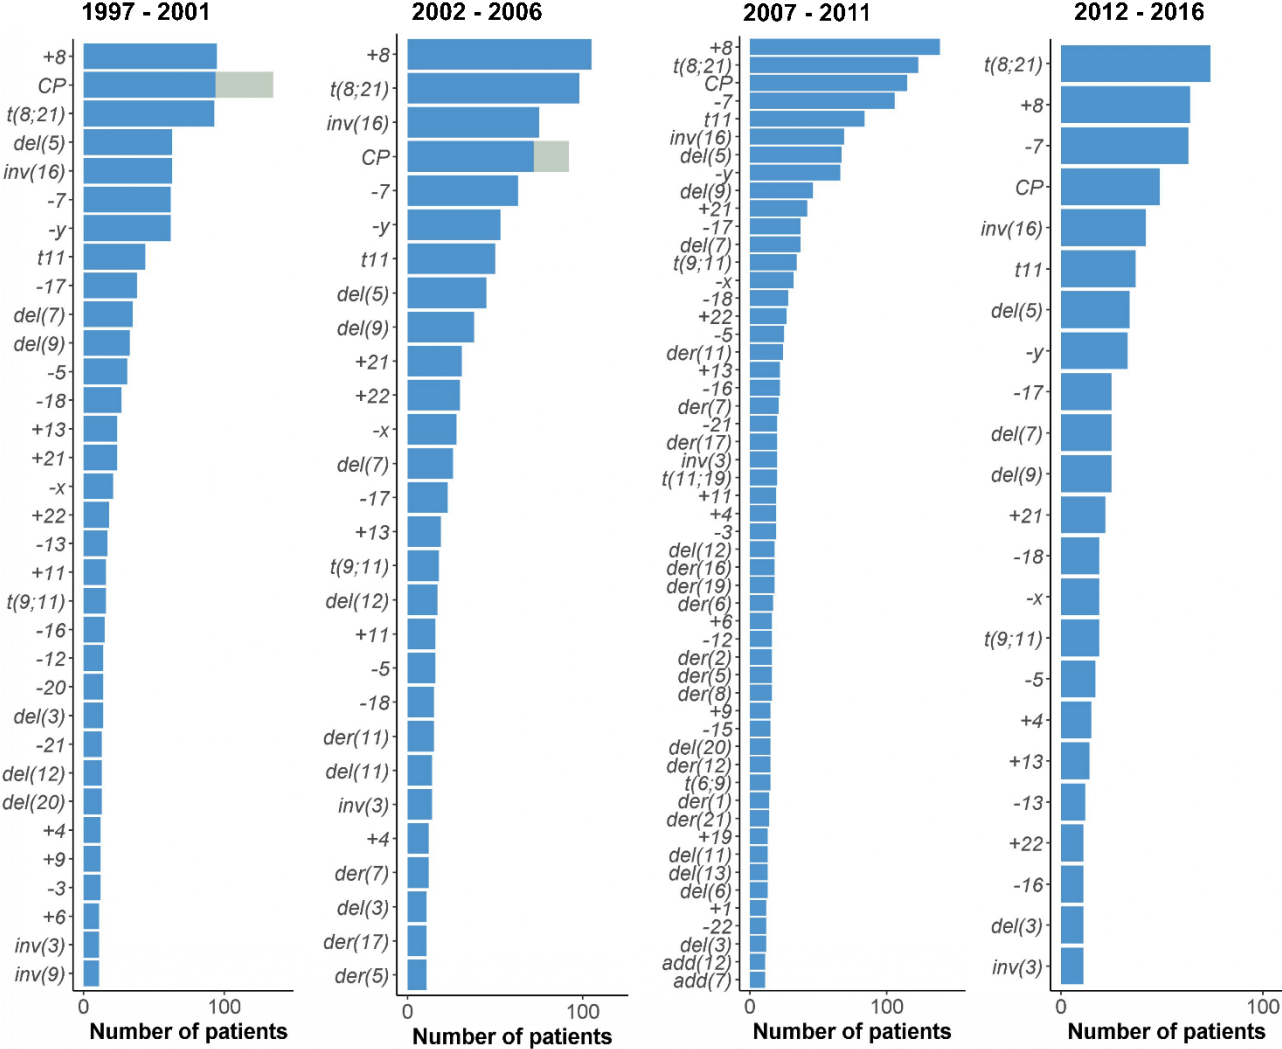 1997 - 2001
+8
CP
t(8;21)
del(5)
inv(16)
-7
-y
t11
-17
del(7)
del(9)
-5
-18
+13
+21
-x
+22
-13
+11
t(9;11)
-16
-12
-20
del(3)
-21
del(12)
del(20)
+4
+9
-3
+6
inv(3)
inv(9)
0 100
Number of patients
2002 - 2006
+8
t(8;21)
inv(16)
CP
-7
-y
t11
del(5)
del(9)
+21
+22
-x
del(7)
-17
+13
t(9;11)
del(12)
+11
-5
-18
der(11)
del(11)
inv(3)
+4
der(7)
del(3)
der(17)
der(5)
0 100
Number of patients
2007 - 2011
+8
t(8;21)
CP
-7
t11
inv(16)
del(5)
-y
del(9)
+21
-17
del(7)
t(9;11)
-x
-18
+22
-5
der(11)
+13
-16
der(7)
-21
der(17)
inv(3)
t(11;19)
+11
+4
-3
del(12)
der(16)
der(19)
der(6)
+6
-12
der(2)
der(5)
der(8)
+9
-15
del(20)
der(12)
t(6;9)
der(1)
der(21)
+19
del(11)
del(13)
del(6)
+1
-22
del(3)
add(12)
add(7)
0 100
Number of patients
2012 - 2016
t(8;21)
+8
-7
CP
inv(16)
t11
del(5)
-y
-17
del(7)
del(9)
+21
-18
-x
t(9;11)
-5
+4
+13
-13
+22
-16
del(3)
inv(3)
0 100
Number of patients